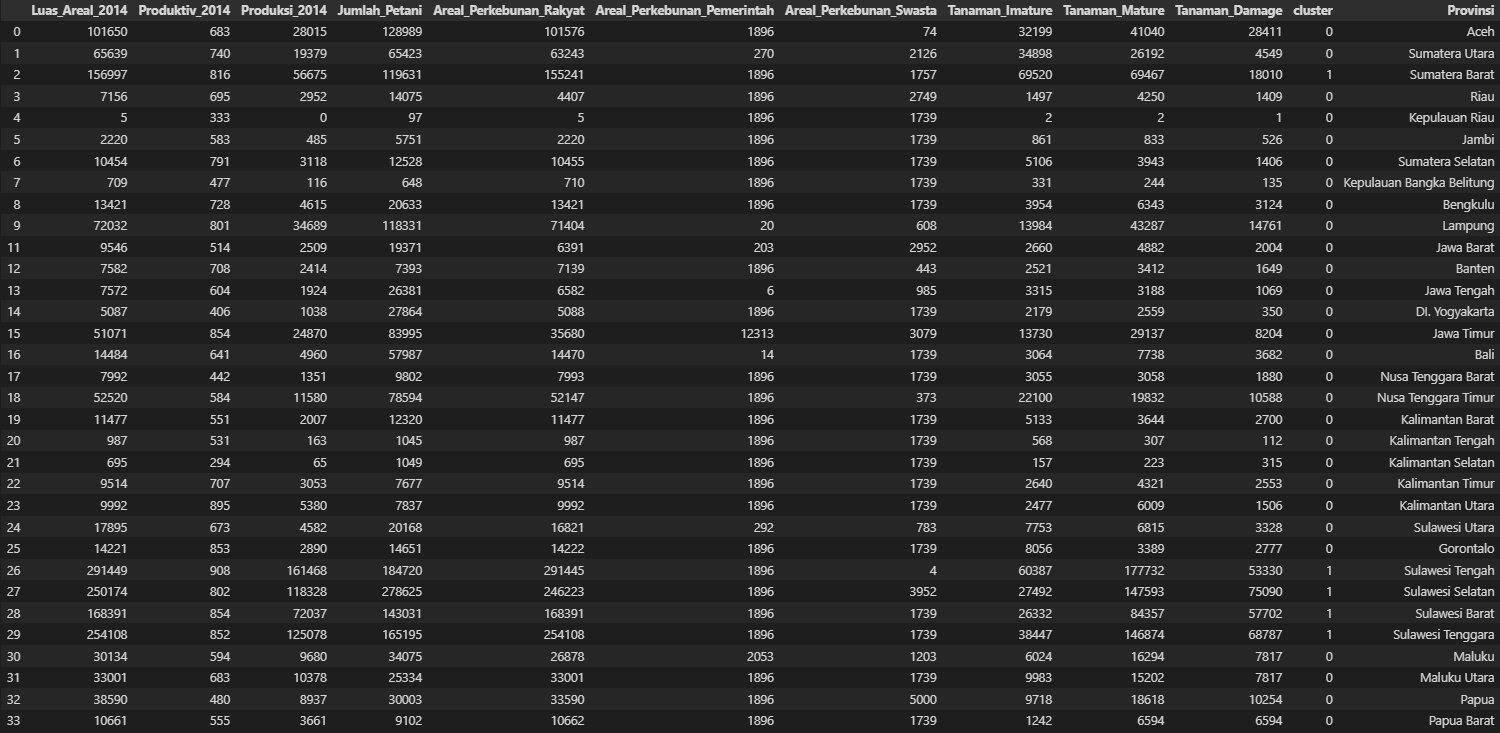 Luas_Areal_2014 Produktiv_2014 Produksi_2014 Jumlah_Petani Areal_Perkebunan_Rakyat Areal_Perkebunan_Pemerintah Areal_Perkebunan_Swasta Tanaman_Imature Tanaman_Mature Tanaman_Damage cluster Provinsi
0 101650 683 28015 128989 101576 1896 74 32199 41040 28411 0 Aceh
1 65639 740 19379 65423 63243 270 2126 34898 26192 4549 0 Sumatera Utara
2 156997 816 56675 119631 155241 1896 1757 69520 69467 18010 1 Sumatera Barat
3 7156 695 2952 14075 4407 1896 2749 1497 4250 1409 0 Riau
4 5 333 0 97 5 1896 1739 2 2 1 0 Kepulauan Riau
5 2220 583 485 5751 2220 1896 1739 861 833 526 0 Jambi
6 10454 791 3118 12528 10455 1896 1739 5106 3943 1406 0 Sumatera Selatan
7 709 477 116 648 710 1896 1739 331 244 135 0 Kepulauan Bangka Belitung
8 13421 728 4615 20633 13421 1896 1739 3954 6343 3124 0 Bengkulu
9 72032 801 34689 118331 71404 20 608 13984 43287 14761 0 Lampung
11 9546 514 2509 19371 6391 203 2952 2660 4882 2004 0 Jawa Barat
12 7582 708 2414 7393 7139 1896 443 2521 3412 1649 0 Banten
13 7572 604 1924 26381 6582 6 985 3315 3188 1069 0 Jawa Tengah
14 5087 406 1038 27864 5088 1896 1739 2179 2559 350 0 DI. Yogyakarta
15 51071 854 24870 83995 35680 12313 3079 13730 29137 8204 0 Jawa Timur
16 14484 641 4960 57987 14470 14 1739 3064 7738 3682 0 Bali
17 7992 442 1351 9802 7993 1896 1739 3055 3058 1880 0 Nusa Tenggara Barat
18 52520 584 11580 78594 52147 1896 373 22100 19832 10588 0 Nusa Tenggara Timur
19 11477 551 2007 12320 11477 1896 1739 5133 3644 2700 0 Kalimantan Barat
20 987 531 163 1045 987 1896 1739 568 307 112 0 Kalimantan Tengah
21 695 294 65 1049 695 1896 1739 157 223 315 0 Kalimantan Selatan
22 9514 707 3053 7677 9514 1896 1739 2640 4321 2553 0 Kalimantan Timur
23 9992 895 5380 7837 9992 1896 1739 2477 6009 1506 0 Kalimantan Utara
24 17895 673 4582 20168 16821 292 783 7753 6815 3328 0 Sulawesi Utara
25 14221 853 2890 14651 14222 1896 1739 8056 3389 2777 0 Gorontalo
26 291449 908 161468 184720 291445 1896 4 60387 177732 53330 1 Sulawesi Tengah
27 250174 802 118328 278625 246223 1896 3952 27492 147593 75090 1 Sulawesi Selatan
28 168391 854 72037 143031 168391 1896 1739 26332 84357 57702 1 Sulawesi Barat
29 254108 852 125078 165195 254108 1896 1739 38447 146874 68787 1 Sulawesi Tenggara
30 30134 594 9680 34075 26878 2053 1203 6024 16294 7817 0 Maluku
31 33001 683 10378 25334 33001 1896 1739 9983 15202 7817 0 Maluku Utara
32 38590 480 8937 30003 33590 1896 5000 9718 18618 10254 0 Papua
33 10661 555 3661 9102 10662 1896 1739 1242 6594 6594 0 Papua Barat